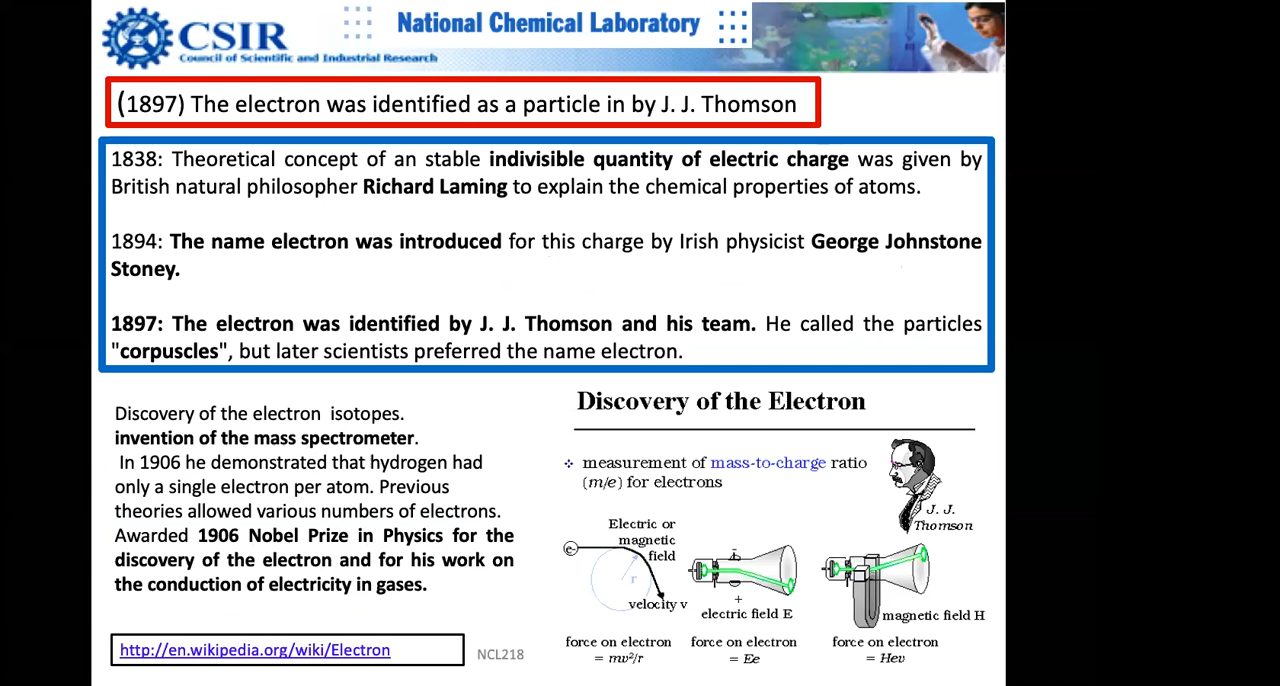 CSIR
Council of Scientific and Industrial Research
National Chemical Laboratory
(1897) The electron was identified as a particle in by J. J. Thomson
1838: Theoretical concept of an stable indivisible quantity of electric charge was given by
British natural philosopher Richard Laming to explain the chemical properties of atoms.
1894: The name electron was introduced for this charge by Irish physicist George Johnstone
Stoney.
1897: The electron was identified by J. J. Thomson and his team. He called the particles
"corpuscles", but later scientists preferred the name electron.
Discovery of the electron isotopes.
invention of the mass spectrometer.
In 1906 he demonstrated that hydrogen had
only a single electron per atom. Previous
theories allowed various numbers of electrons.
Awarded 1906 Nobel Prize in Physics for the
discovery of the electron and for his work on
the conduction of electricity in gases.
http://en.wikipedia.org/wiki/Electron
NCL218
Discovery of the Electron
❖ measurement of mass-to-charge ratio
(m/e) for electrons
J. J.
Thomson
Electric or
magnetic
field
e-
r
velocity v
force on electron
= mv²/r
-
+
electric field E
force on electron
= Ee
magnetic field H
force on electron
= Hev